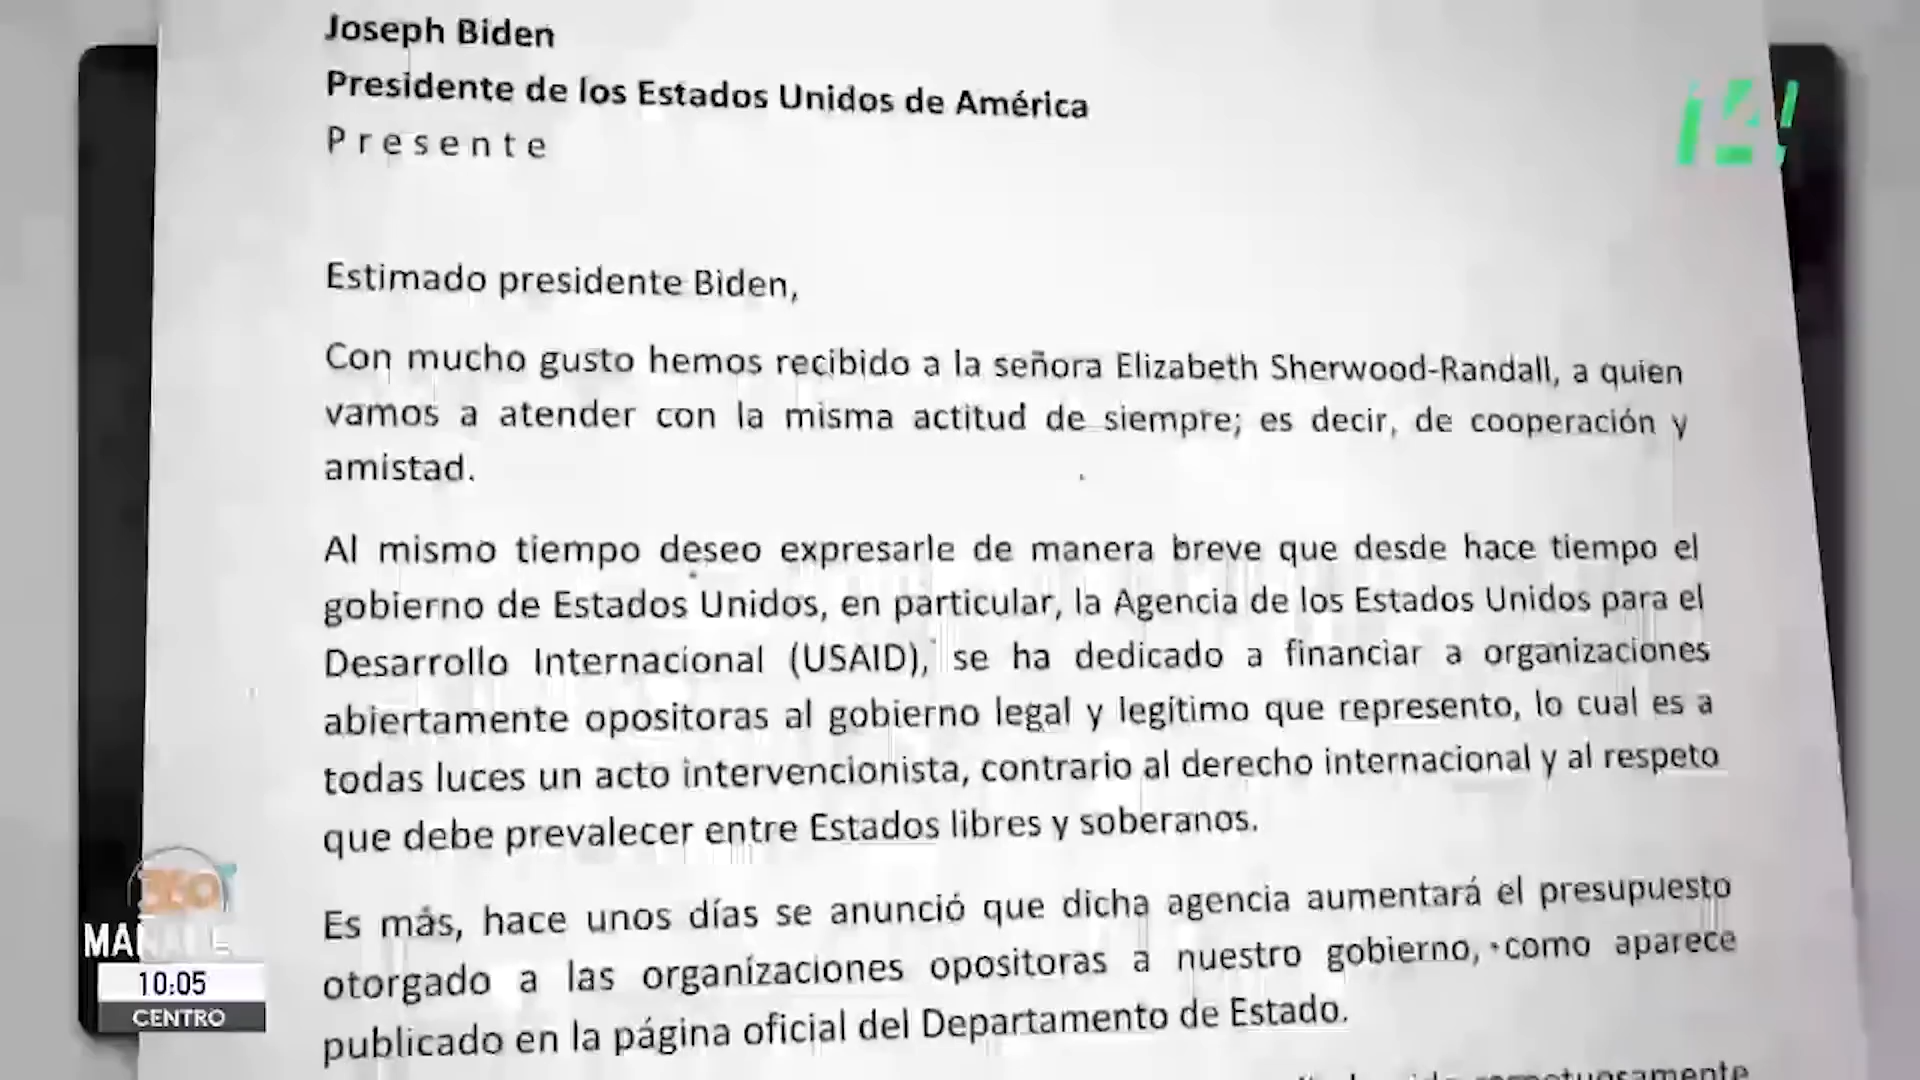 Joseph Biden
Presidente de los Estados Unidos de América
Presente
Estimado presidente Biden,
Con mucho gusto hemos recibido a la señora Elizabeth Sherwood-Randall, a quien
vamos a atender con la misma actitud de siempre; es decir, de cooperación y
amistad.
Al mismo tiempo deseo expresarle de manera breve que desde hace tiempo el
gobierno de Estados Unidos, en particular, la Agencia de los Estados Unidos para el
Desarrollo Internacional (USAID), se ha dedicado a financiar a organizaciones
abiertamente opositoras al gobierno legal y legítimo que represento, lo cual es a
todas luces un acto intervencionista, contrario al derecho internacional y al respeto
que debe prevalecer entre Estados libres y soberanos.
Es más, hace unos días se anunció que dicha agencia aumentará el presupuesto
otorgado a las organizaciones opositoras a nuestro gobierno, como aparece
publicado en la página oficial del Departamento de Estado.
14
360°
10:05
CENTRO